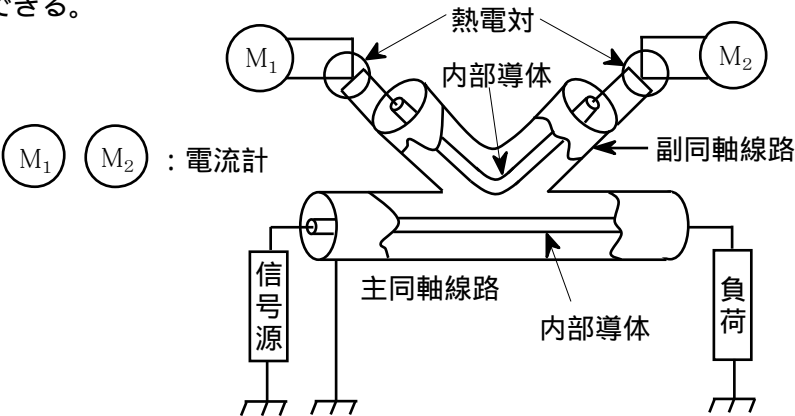 できる。
熱電対
M₁
M₂
内部導体
M₁ M₂ :電流計
副同軸線路
信号源
主同軸線路
内部導体
負荷